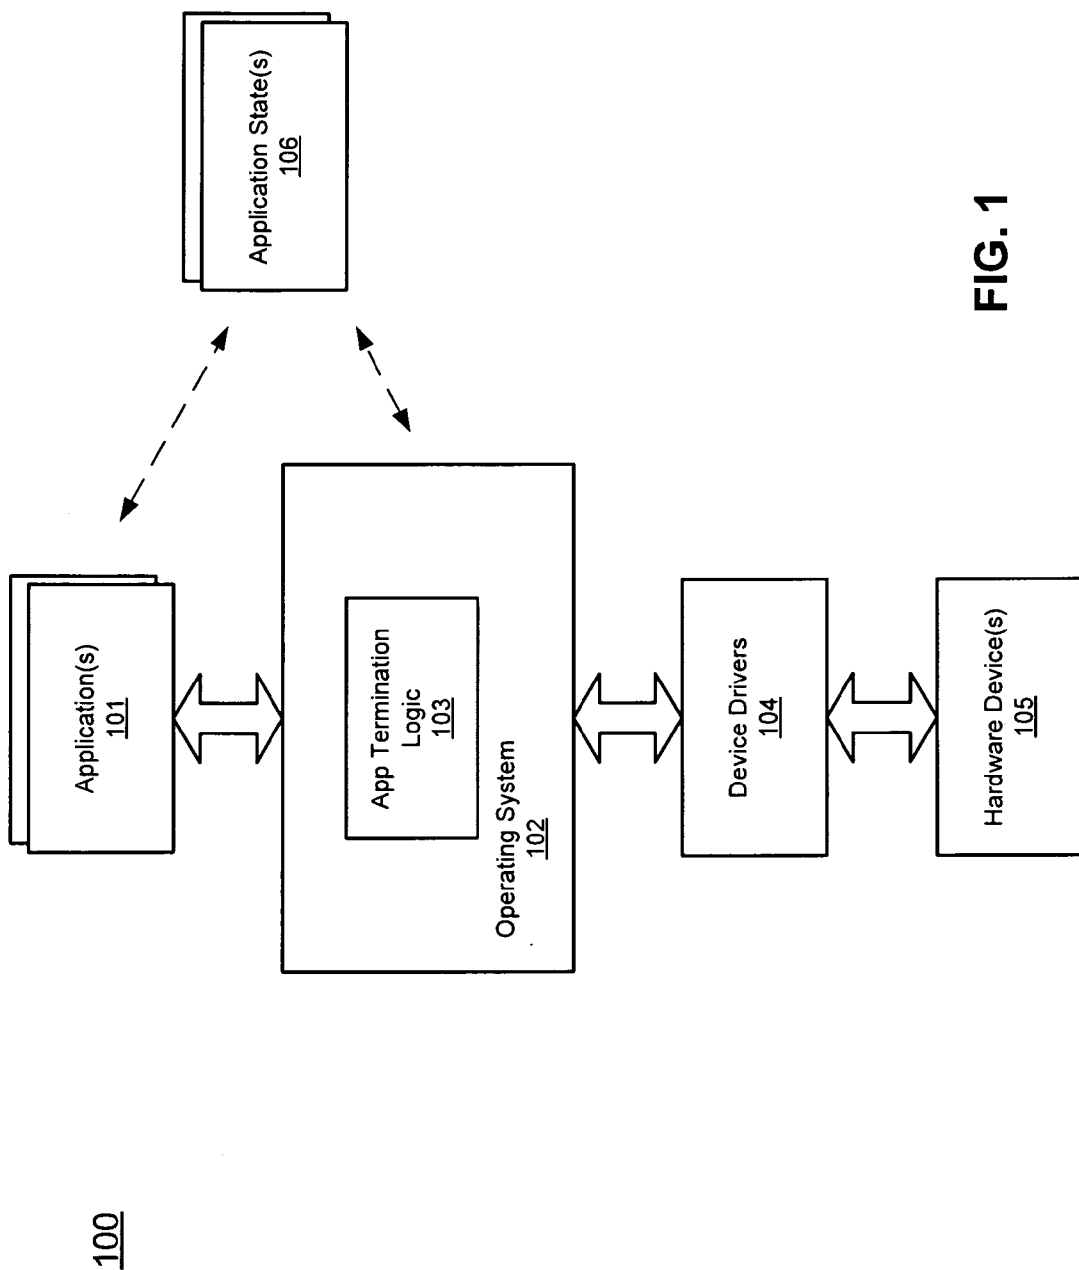 100
Application(s)
101
Application State(s)
106
App Termination
Logic
103
Operating System
102
Device Drivers
104
Hardware Device(s)
105
FIG. 1